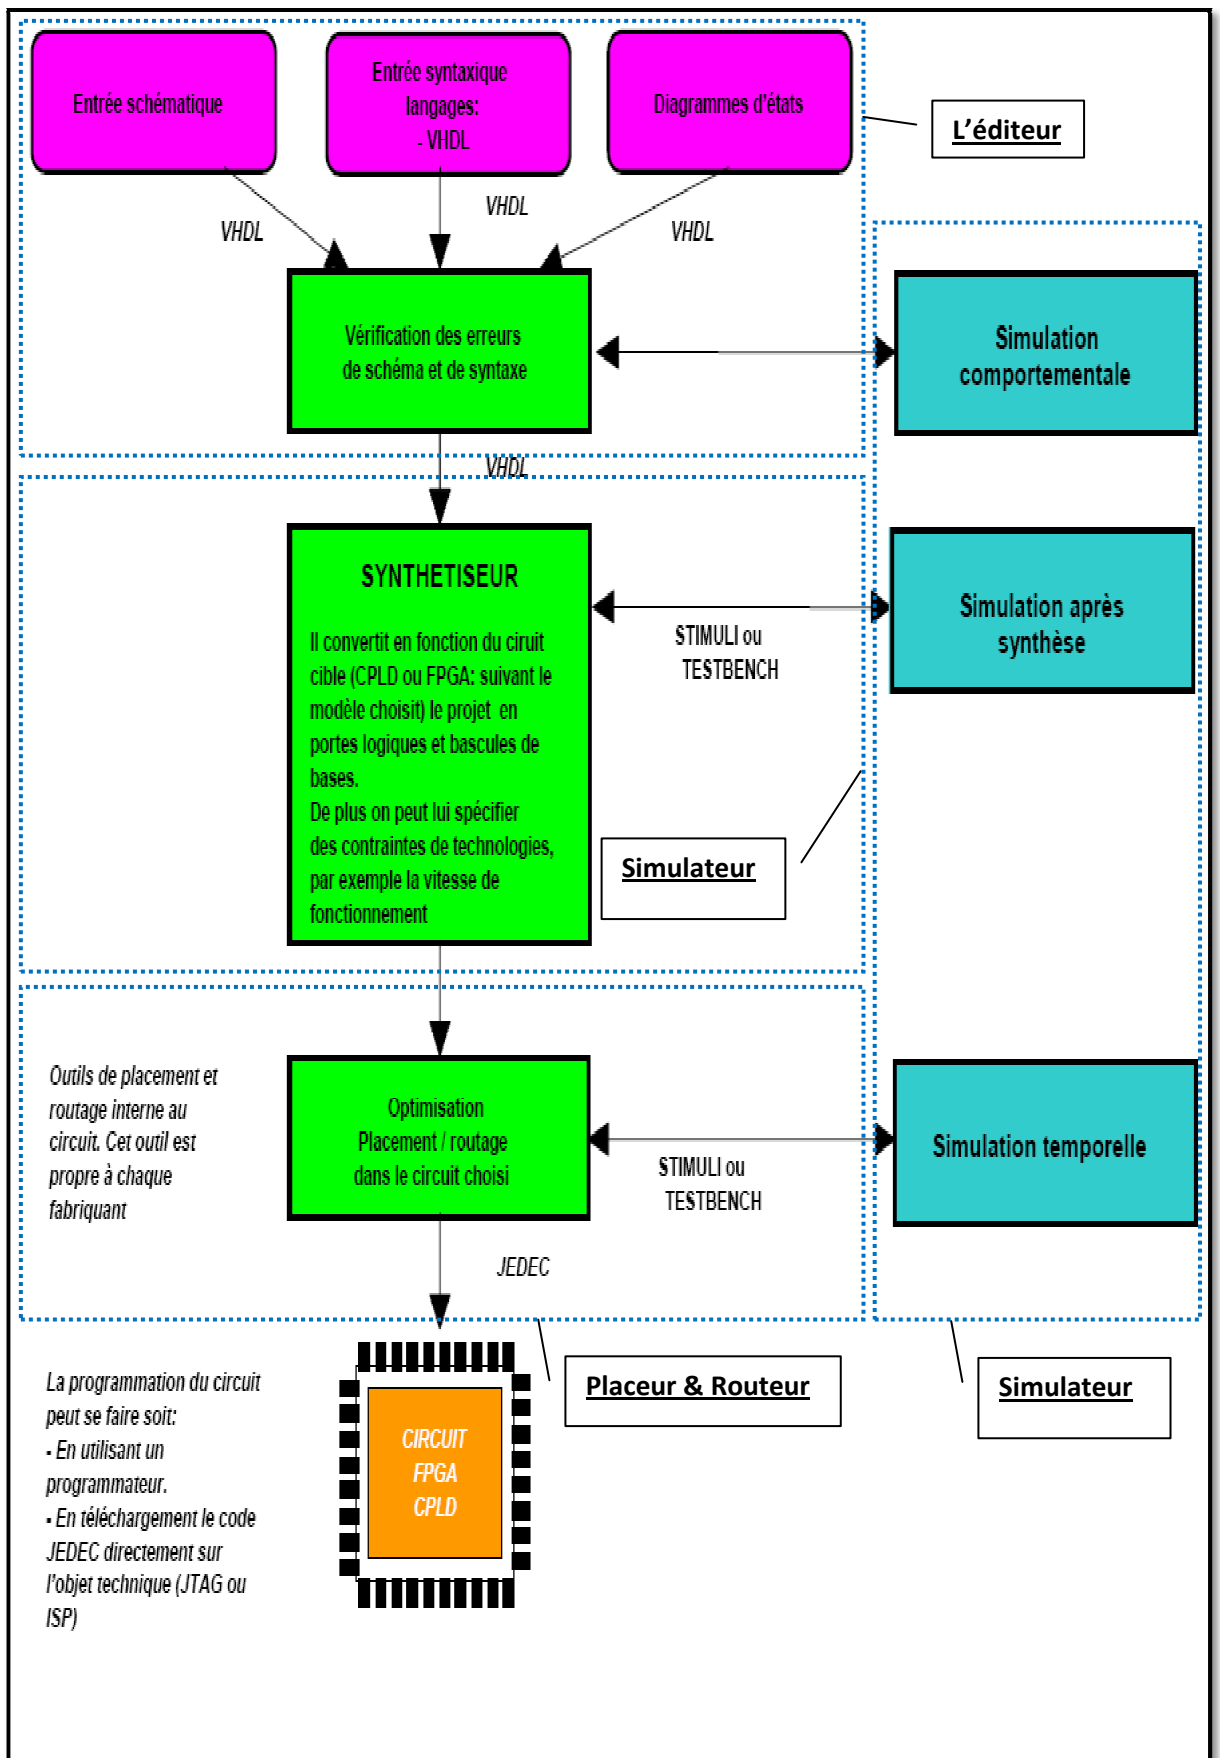 Entrée schématique
Entrée syntaxique
langages:
- VHDL
Diagrammes d'états
L'éditeur
VHDL
VHDL
VHDL
Vérification des erreurs
de schéma et de syntaxe
Simulation
comportementale
VHDL
SYNTHETISEUR
Il convertit en fonction du ciruit
cible (CPLD ou FPGA: suivant le
modèle choisit) le projet en
portes logiques et bascules de
bases.
De plus on peut lui spécifier
des contraintes de technologies,
par exemple la vitesse de
fonctionnement
STIMULI ou
TESTBENCH
Simulation après
synthèse
Simulateur
Outils de placement et
routage interne au
circuit. Cet outil est
propre à chaque
fabriquant
Optimisation
Placement / routage
dans le circuit choisi
STIMULI ou
TESTBENCH
Simulation temporelle
JEDEC
Placeur & Routeur
Simulateur
La programmation du circuit
peut se faire soit:
- En utilisant un
programmateur.
- En téléchargement le code
JEDEC directement sur
l'objet technique (JTAG ou
ISP)
CIRCUIT
FPGA
CPLD